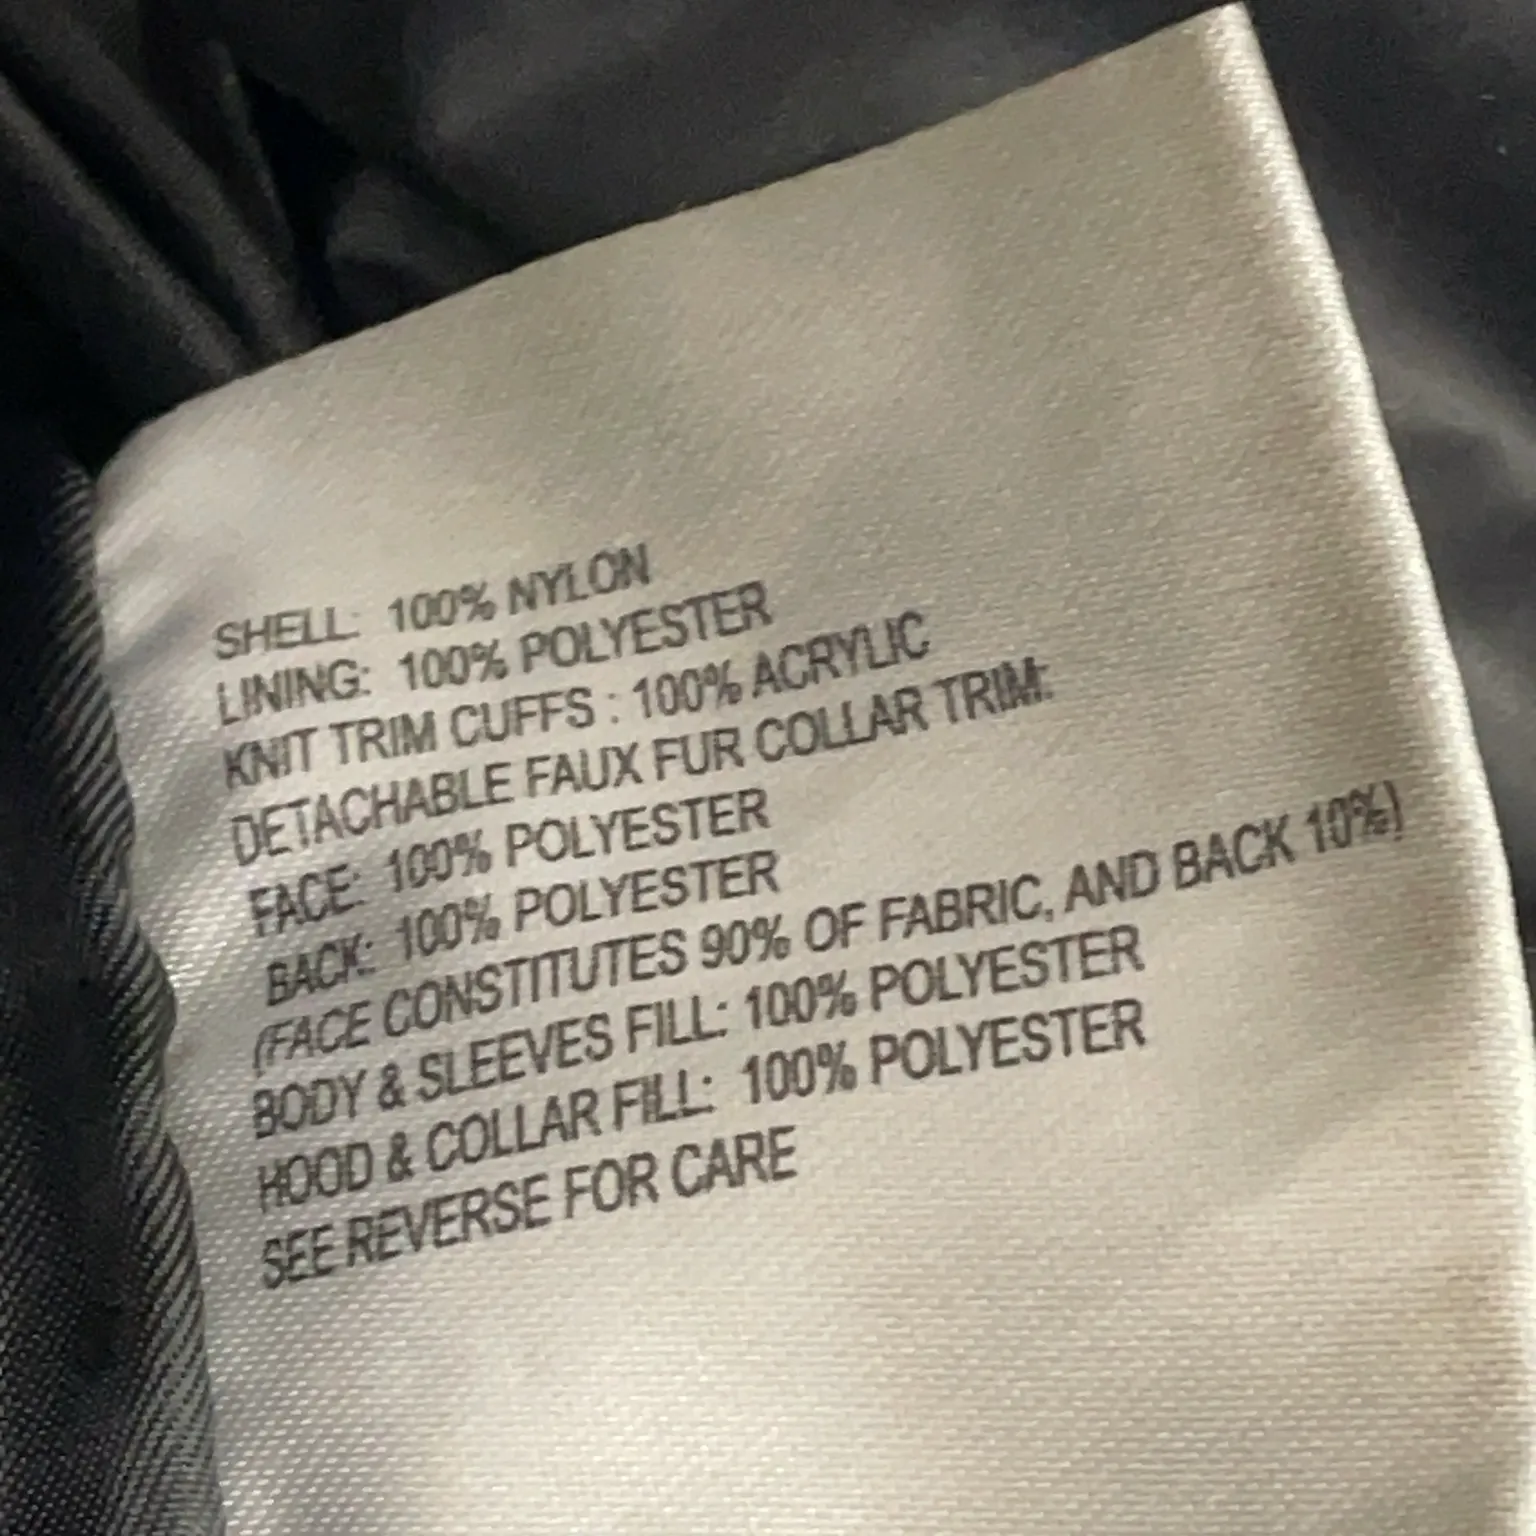 SHELL: 100% NYLON
LINING: 100% POLYESTER
KNIT TRIM CUFFS : 100% ACRYLIC
DETACHABLE FAUX FUR COLLAR TRIM:
FACE: 100% POLYESTER
BACK: 100% POLYESTER
(FACE CONSTITUTES 90% OF FABRIC, AND BACK 10%)
BODY & SLEEVES FILL: 100% POLYESTER
HOOD & COLLAR FILL: 100% POLYESTER
SEE REVERSE FOR CARE